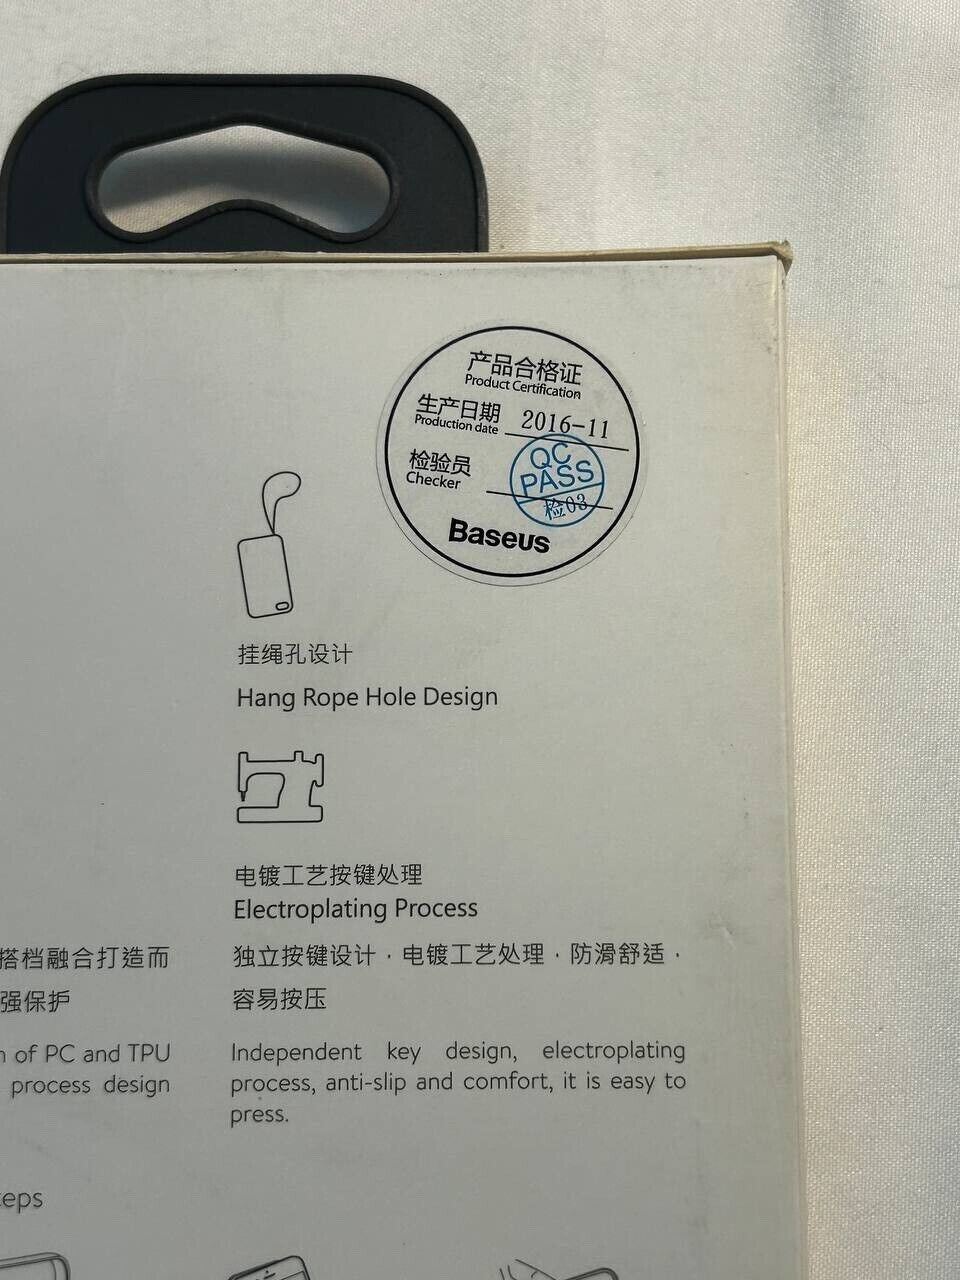 产品合格证
Product Certification
生产日期 2016-11
Production date
检验员
Checker
QC
PASS
检03
Baseus
挂绳孔设计
Hang Rope Hole Design
电镀工艺按键处理
Electroplating Process
独立按键设计·电镀工艺处理·防滑舒适·
容易按压
Independent key design, electroplating
process, anti-slip and comfort, it is easy to
press.
搭档融合打造而
强保护
of PC and TPU
process design